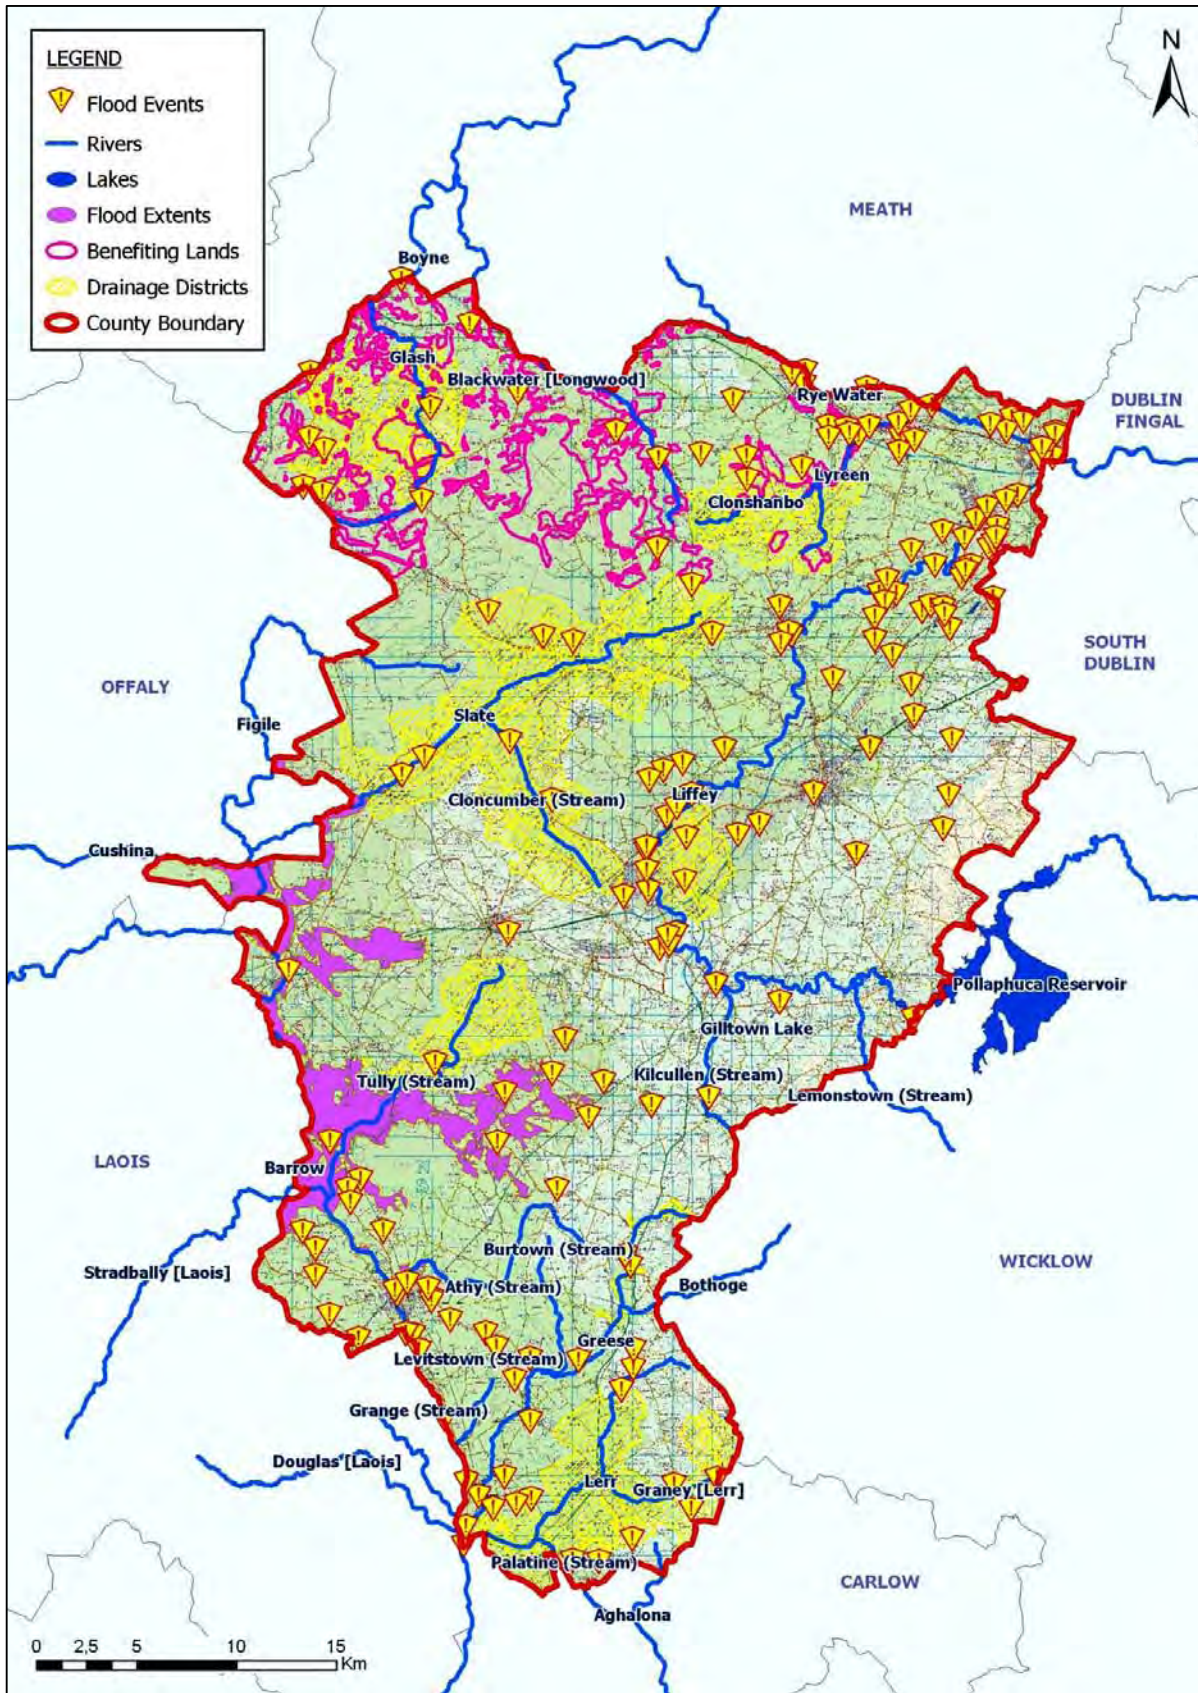 LEGEND
Flood Events
Rivers
Lakes
Flood Extents
Benefiting Lands
Drainage Districts
County Boundary
N
MEATH
Boyne
Glash
Blackwater [Longwood]
Rye Water
DUBLIN
FINGAL
Lyreen
Clonshanbo
SOUTH
DUBLIN
OFFALY
Figile
Slate
Cloncumber (Stream)
Liffey
Cushina
Pollaphuca Reservoir
Gilltown Lake
Kilcullen (Stream)
Tully (Stream)
Lemonstown (Stream)
LAOIS
Barrow
Burtown (Stream)
WICKLOW
Stradbally [Laois]
Athy (Stream)
Bothoge
Greese
Levitstown (Stream)
Grange (Stream)
Douglas [Laois]
Lerr
Graney [Lerr]
Palatine (Stream)
CARLOW
Aghalona
0 2,5 5 10 15
Km